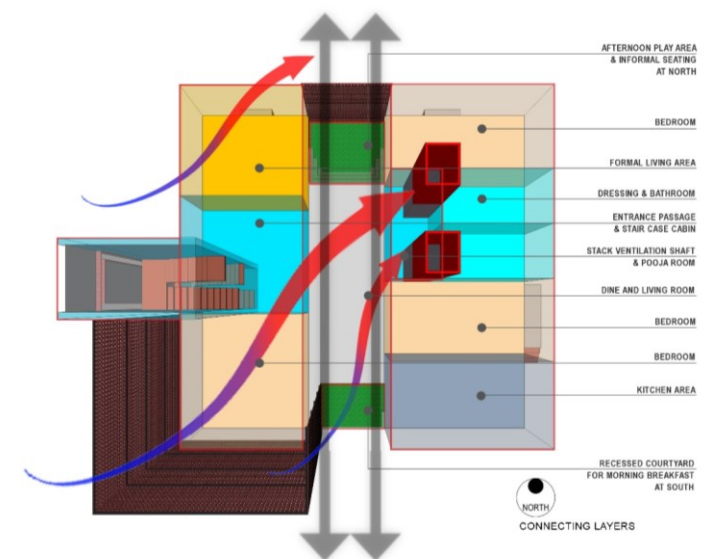 AFTERNOON PLAY AREA
& INFORMAL SEATING
AT NORTH
BEDROOM
FORMAL LIVING AREA
DRESSING & BATHROOM
ENTRANCE PASSAGE
& STAIR CASE CABIN
STACK VENTILATION SHAFT
& POOJA ROOM
DINE AND LIVING ROOM
BEDROOM
BEDROOM
KITCHEN AREA
RECESSED COURTYARD
FOR MORNING BREAKFAST
AT SOUTH
NORTH
CONNECTING LAYERS